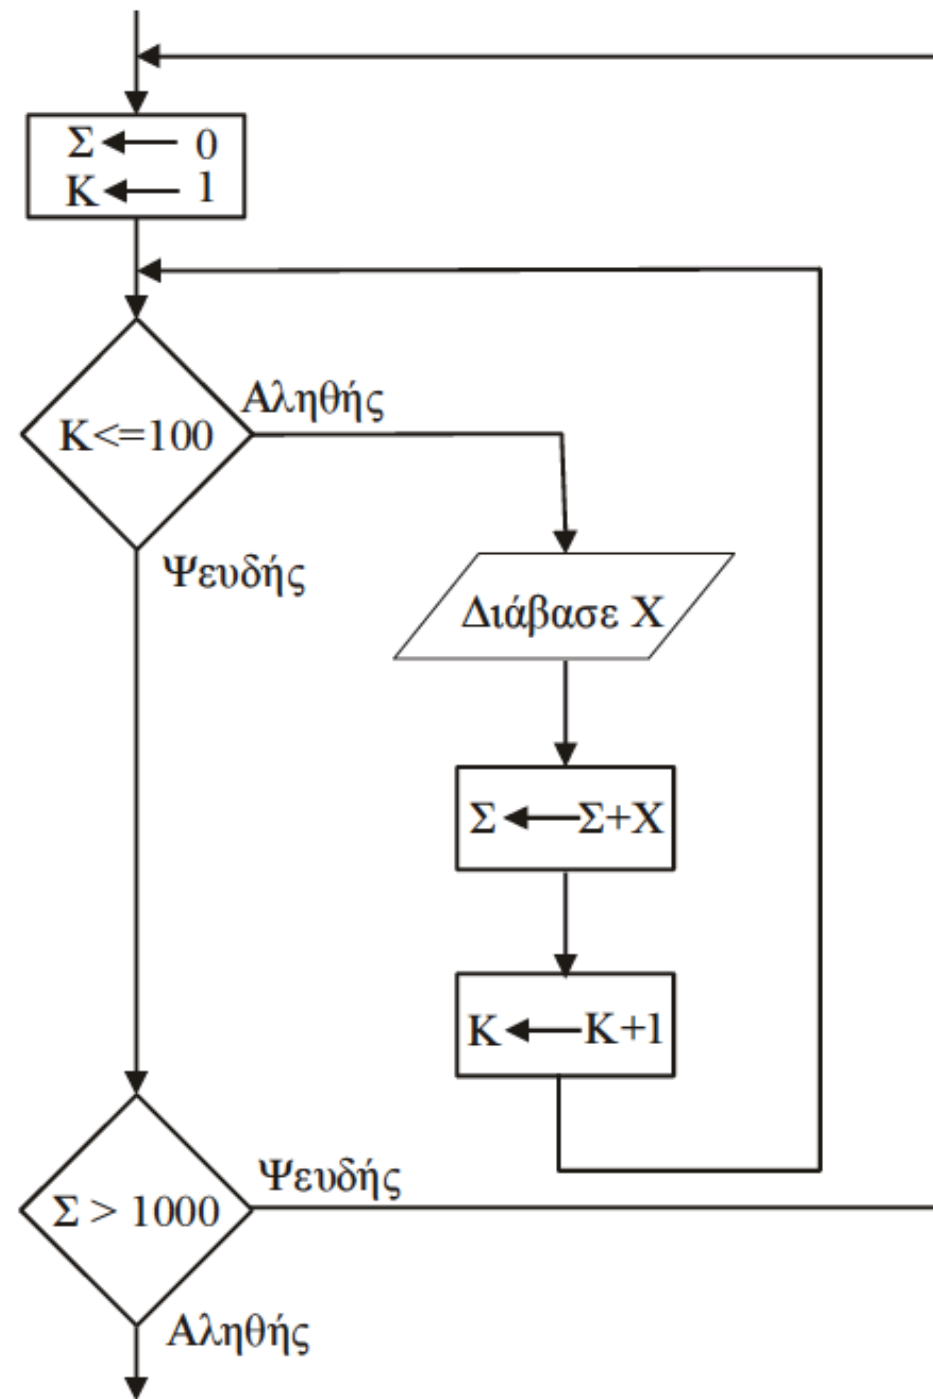 Σ ← 0
Κ ← 1
Κ<=100
Αληθής
Ψευδής
Διάβασε Χ
Σ ← Σ+Χ
Κ ← Κ+1
Σ > 1000
Ψευδής
Αληθής